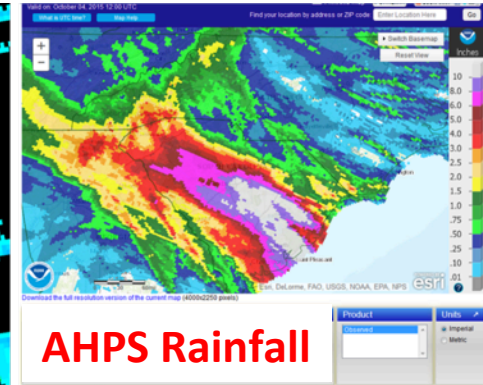 Valid on: October 04, 2015 12:00 UTC
What is UTC time?
Map help
Find your location by address or ZIP code
Enter Location Here
Go
+
−
Switch Basemap
Reset View
Inches
10
8.0
6.0
5.0
4.0
3.0
2.5
2.0
1.5
1.0
.75
.50
.25
.10
.01
Esri, DeLorme, FAO, USGS, NOAA, EPA, NPS
esri
Download the full resolution version of the current map (4000x2250 pixels)
AHPS Rainfall
Product
Observed
Units
Imperial
Metric